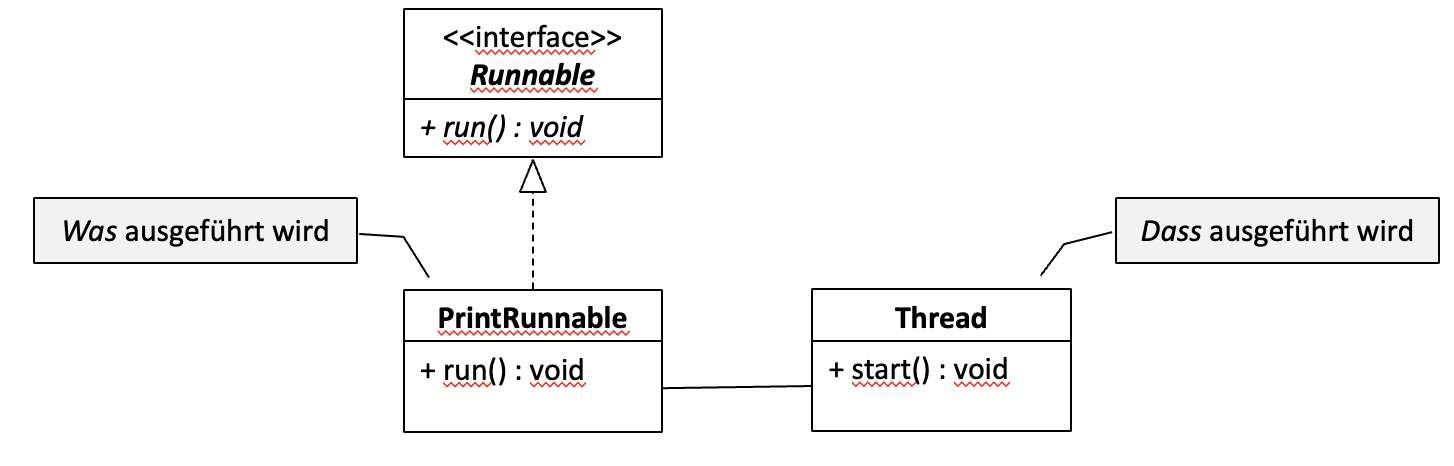 <<interface>>
Runnable
+ run() : void
Was ausgeführt wird
Dass ausgeführt wird
PrintRunnable
+ run() : void
Thread
+ start() : void